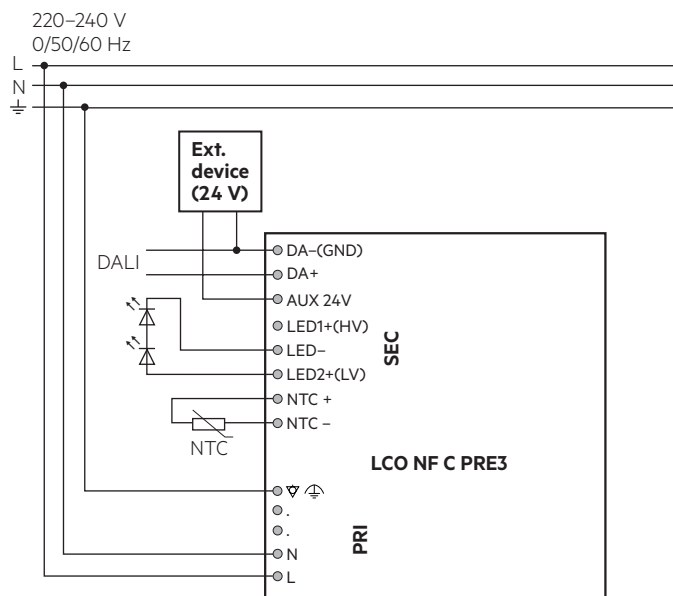 220–240 V
0/50/60 Hz
L
N
Ext.
device
(24 V)
DALI
DA–(GND)
DA+
AUX 24V
LED1+(HV)
LED–
LED2+(LV)
NTC +
NTC –
NTC
SEC
LCO NF C PRE3
.
.
PRI
N
L